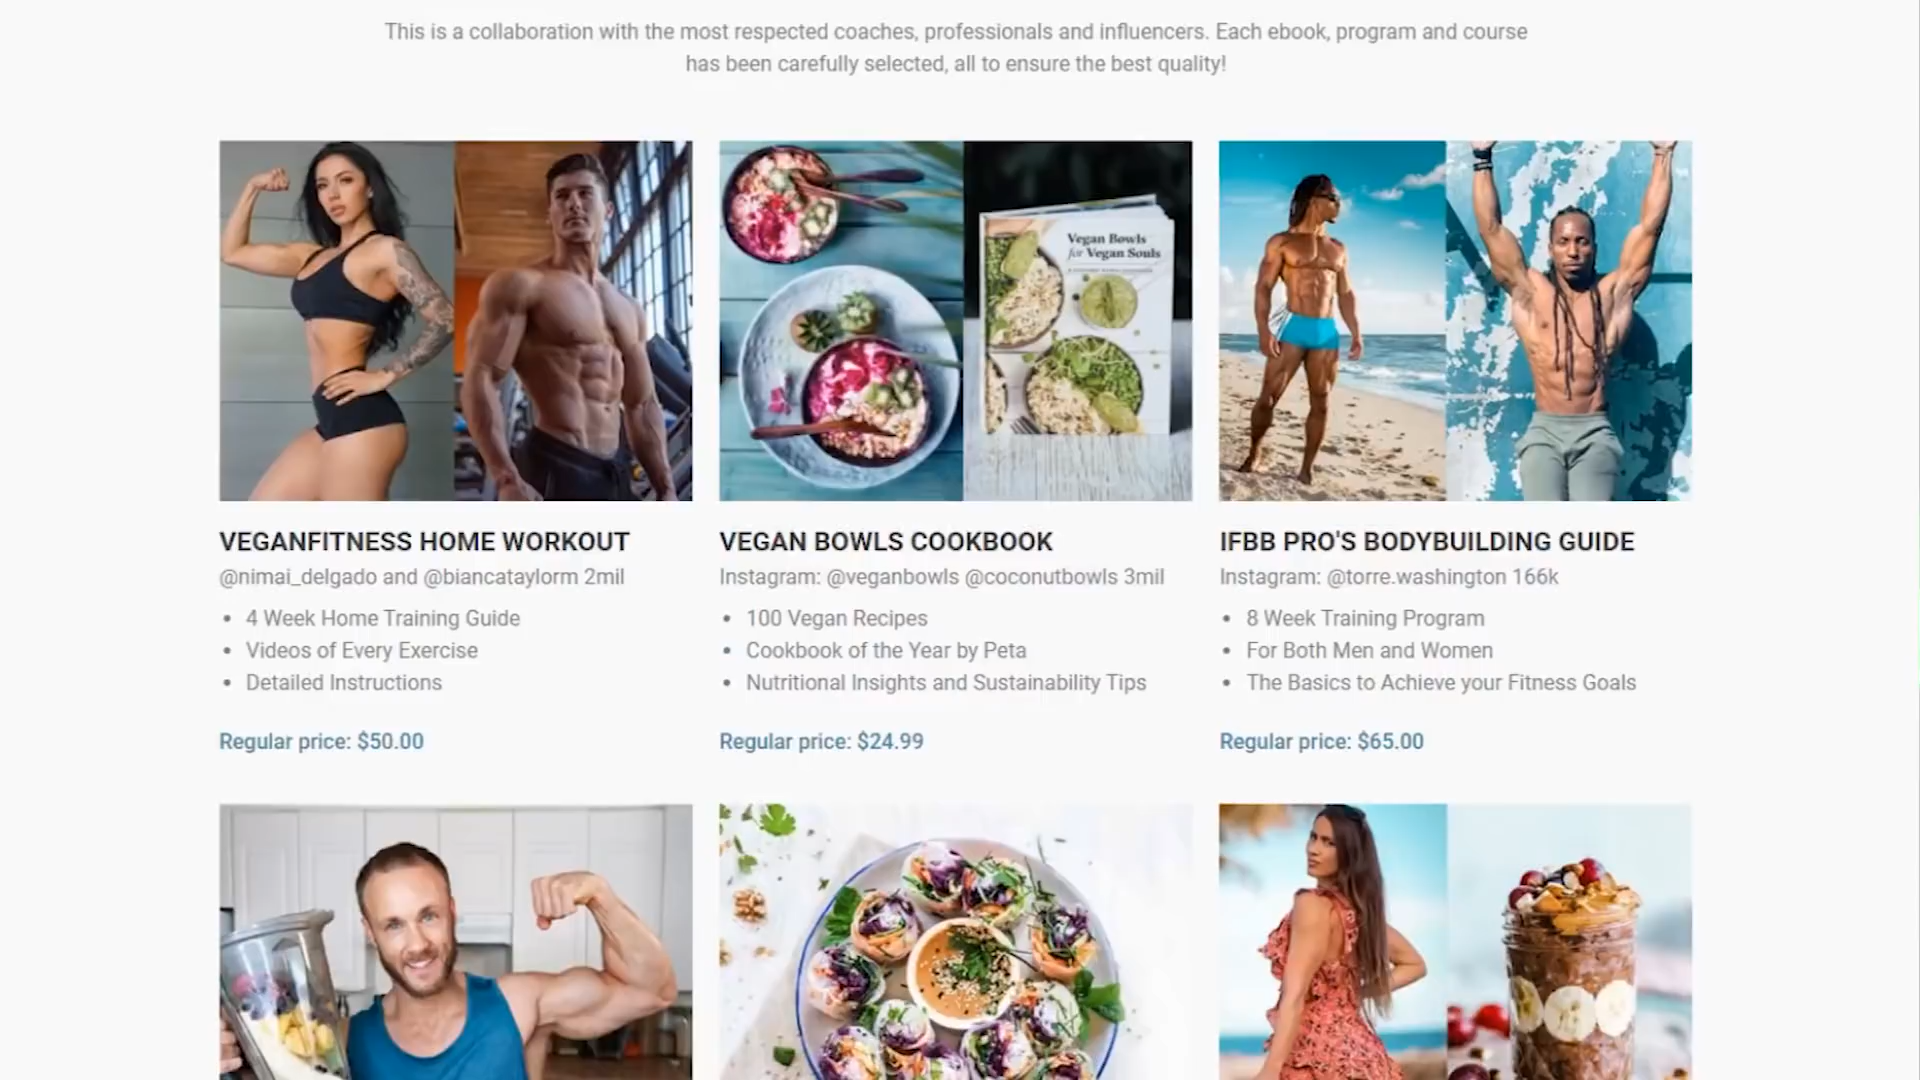 This is a collaboration with the most respected coaches, professionals and influencers. Each ebook, program and course
has been carefully selected, all to ensure the best quality!
Vegan Bowls
for Vegan Souls
VEGANFITNESS HOME WORKOUT
@nimai_delgado and @biancataylorm 2mil
• 4 Week Home Training Guide
• Videos of Every Exercise
• Detailed Instructions
Regular price: $50.00
VEGAN BOWLS COOKBOOK
Instagram: @veganbowls @coconutbowls 3mil
• 100 Vegan Recipes
• Cookbook of the Year by Peta
• Nutritional Insights and Sustainability Tips
Regular price: $24.99
IFBB PRO'S BODYBUILDING GUIDE
Instagram: @torre.washington 166k
• 8 Week Training Program
• For Both Men and Women
• The Basics to Achieve your Fitness Goals
Regular price: $65.00